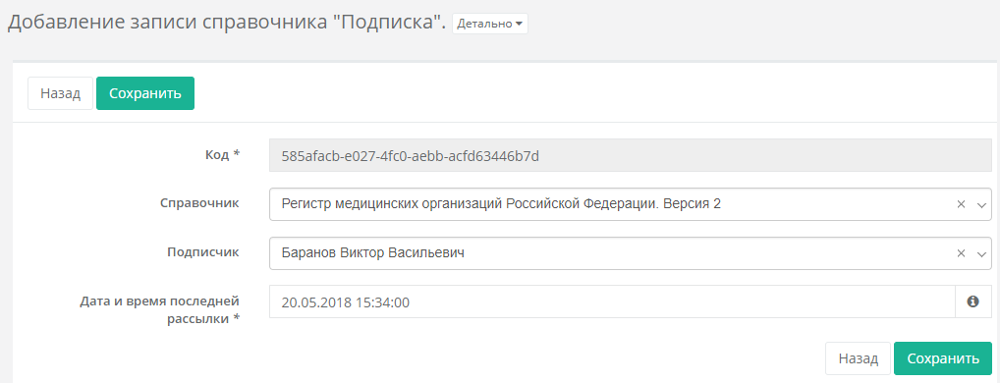 Добавление записи справочника "Подписка". Детально
Назад Сохранить
Код * 585afacb-e027-4fc0-aebb-acfd63446b7d
Справочник Регистр медицинских организаций Российской Федерации. Версия 2
Подписчик Баранов Виктор Васильевич
Дата и время последней
рассылки * 20.05.2018 15:34:00
Назад Сохранить